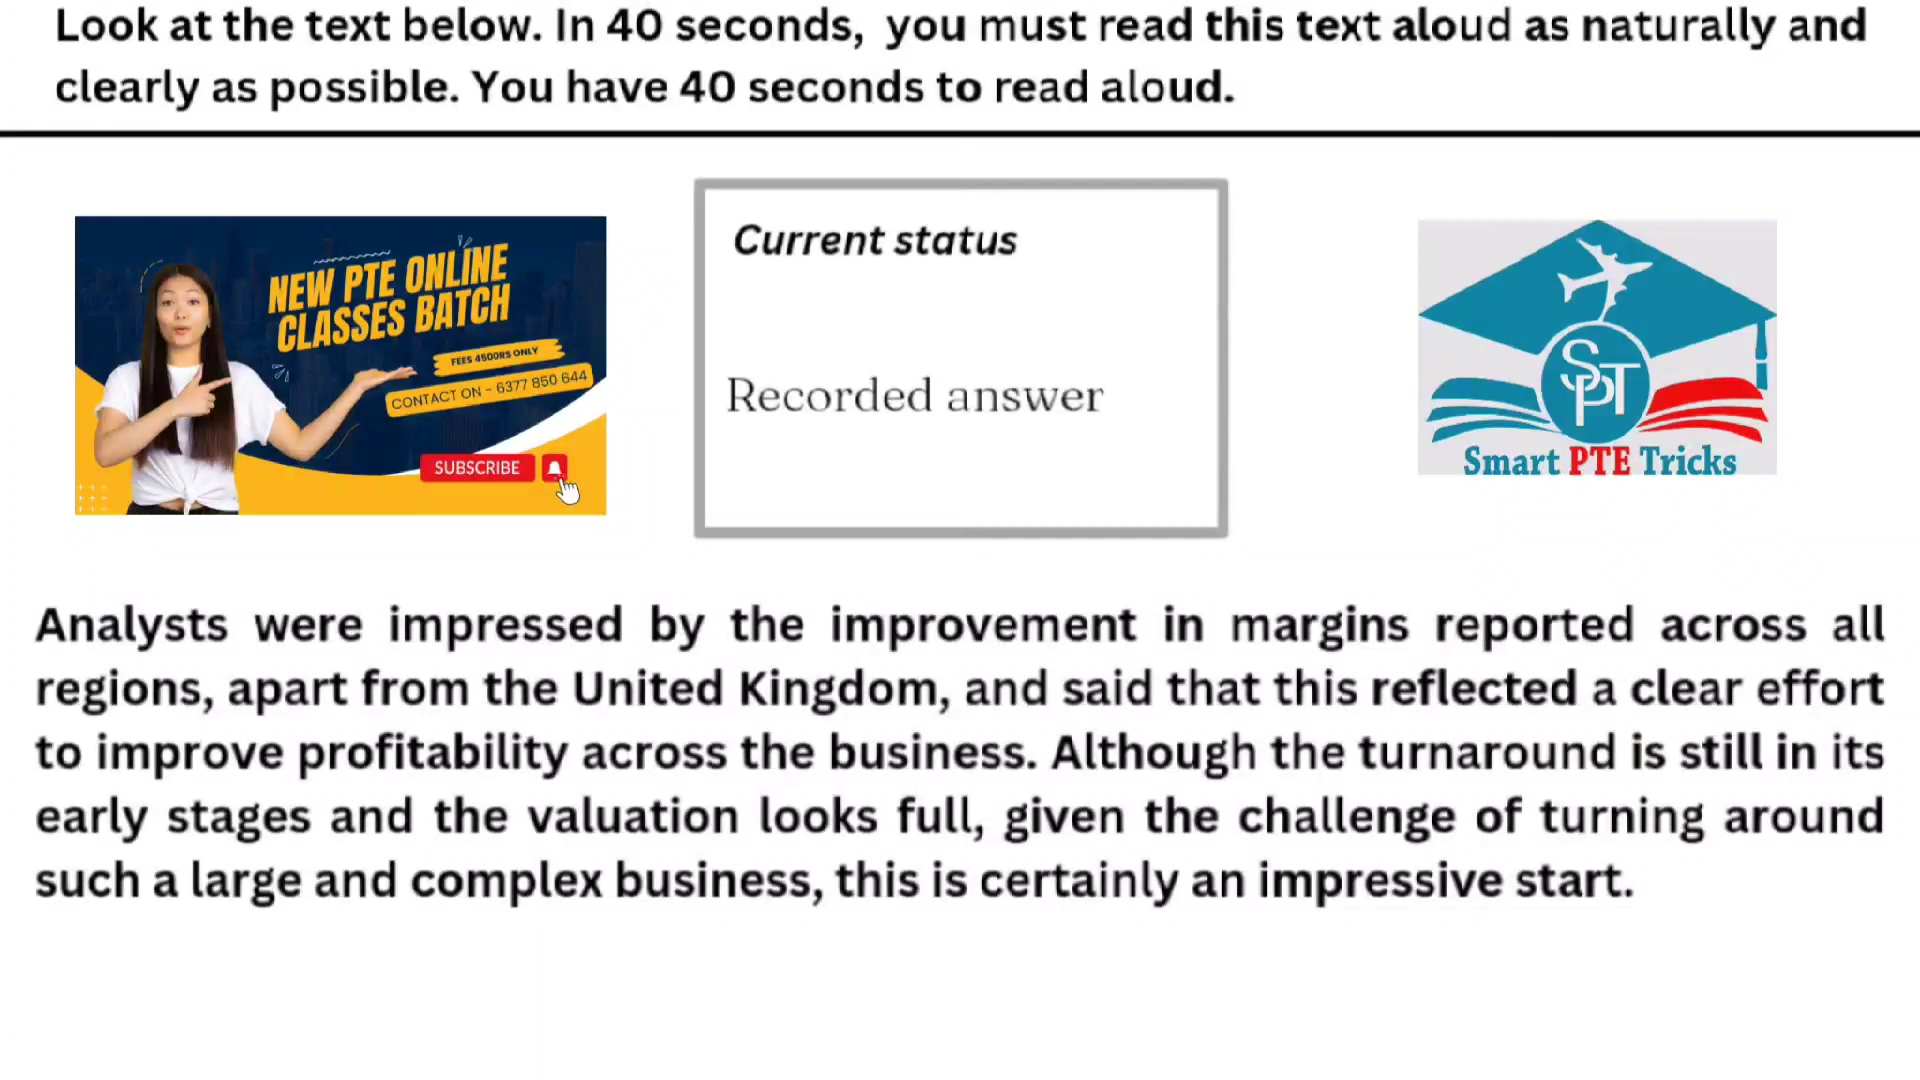 Look at the text below. In 40 seconds, you must read this text aloud as naturally and
clearly as possible. You have 40 seconds to read aloud.
NEW PTE ONLINE
CLASSES BATCH
FEES 4500RS ONLY
CONTACT ON - 6377 850 644
SUBSCRIBE
Current status
Recorded answer
SPT
Smart PTE Tricks
Analysts were impressed by the improvement in margins reported across all
regions, apart from the United Kingdom, and said that this reflected a clear effort
to improve profitability across the business. Although the turnaround is still in its
early stages and the valuation looks full, given the challenge of turning around
such a large and complex business, this is certainly an impressive start.